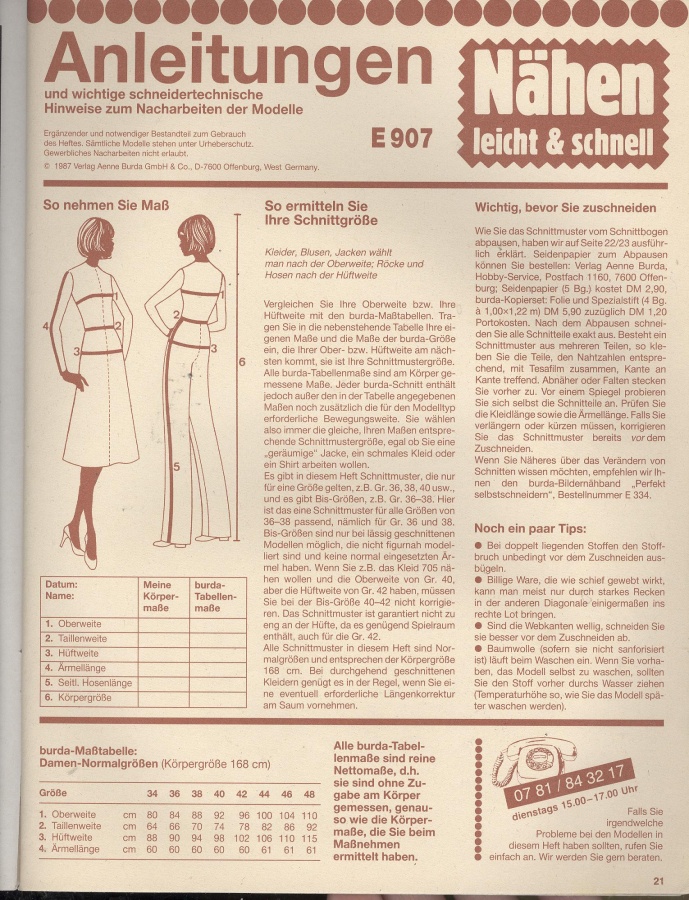 Anleitungen
und wichtige schneidertechnische
Hinweise zum Nacharbeiten der Modelle
Ergänzender und notwendiger Bestandteil zum Gebrauch
des Heftes. Sämtliche Modelle stehen unter Urheberschutz.
Gewerbliches Nacharbeiten nicht erlaubt.
© 1987 Verlag Aenne Burda GmbH & Co., D-7600 Offenburg, West Germany.
E 907
Nähen
leicht & schnell
So nehmen Sie Maß
1
2
3
4
1
2
3
5
6
Datum:
Name:
Meine
Körper-
maße
burda-
Tabellen-
maße
1. Oberweite
2. Taillenweite
3. Hüftweite
4. Ärmellänge
5. Seitl. Hosenlänge
6. Körpergröße
So ermitteln Sie
Ihre Schnittgröße
Kleider, Blusen, Jacken wählt
man nach der Oberweite; Röcke und
Hosen nach der Hüftweite
Vergleichen Sie Ihre Oberweite bzw. Ihre
Hüftweite mit den burda-Maßtabellen. Tra-
gen Sie in die nebenstehende Tabelle Ihre ei-
genen Maße und die Maße der burda-Größe
ein, die Ihrer Ober- bzw. Hüftweite am näch-
sten kommt, sie ist Ihre Schnittmustergröße.
Alle burda-Tabellenmaße sind am Körper ge-
messene Maße. Jeder burda-Schnitt enthält
jedoch außer den in der Tabelle angegebenen
Maßen noch zusätzlich die für den Modelltyp
erforderliche Bewegungsweite. Sie wählen
also immer die gleiche, Ihren Maßen entspre-
chende Schnittmustergröße, egal ob Sie eine
„geräumige“ Jacke, ein schmales Kleid oder
ein Shirt arbeiten wollen.
Es gibt in diesem Heft Schnittmuster, die nur
für eine Größe gelten, z.B. Gr. 36, 38, 40 usw.,
und es gibt Bis-Größen, z.B. Gr. 36–38. Hier
ist das eine Schnittmuster für alle Größen von
36–38 passend, nämlich für Gr. 36 und 38.
Bis-Größen sind nur bei lässig geschnittenen
Modellen möglich, die nicht figurnah model-
liert sind und keine normal eingesetzten Är-
mel haben. Wenn Sie z.B. das Kleid 705 nä-
hen wollen und die Oberweite von Gr. 40,
aber die Hüftweite von Gr. 42 haben, müssen
Sie bei der Bis-Größe 40–42 nicht korrigie-
ren. Das Schnittmuster ist garantiert nicht zu
eng an der Hüfte, da es genügend Spielraum
enthält, auch für die Gr. 42.
Alle Schnittmuster in diesem Heft sind Nor-
malgrößen und entsprechen der Körpergröße
168 cm. Bei durchgehend geschnittenen
Kleidern genügt es in der Regel, wenn Sie ei-
ne eventuell erforderliche Längenkorrektur
am Saum vornehmen.
Wichtig, bevor Sie zuschneiden
Wie Sie das Schnittmuster vom Schnittbogen
abpausen, haben wir auf Seite 22/23 ausführ-
lich erklärt. Seidenpapier zum Abpausen
können Sie bestellen: Verlag Aenne Burda,
Hobby-Service, Postfach 1160, 7600 Offen-
burg; Seidenpapier (5 Bg.) kostet DM 2,90,
burda-Kopierset: Folie und Spezialstift (4 Bg.
à 1,00×1,22 m) DM 5,90 zuzüglich DM 1,20
Portokosten. Nach dem Abpausen schnei-
den Sie alle Schnitteile exakt aus. Besteht ein
Schnittmuster aus mehreren Teilen, so kle-
ben Sie die Teile, den Nahtzahlen entspre-
chend, mit Tesafilm zusammen, Kante an
Kante treffend. Abnäher oder Falten stecken
Sie vorher zu. Vor einem Spiegel probieren
Sie sich selbst die Schnitteile an. Prüfen Sie
die Kleidlänge sowie die Ärmellänge. Falls Sie
verlängern oder kürzen müssen, korrigieren
Sie das Schnittmuster bereits vor dem
Zuschneiden.
Wenn Sie Näheres über das Verändern von
Schnitten wissen möchten, empfehlen wir Ih-
nen den burda-Bildernähband „Perfekt
selbstschneidern“, Bestellnummer E 334.
Noch ein paar Tips:
● Bei doppelt liegenden Stoffen den Stoff-
bruch unbedingt vor dem Zuschneiden aus-
bügeln.
● Billige Ware, die wie schief gewebt wirkt,
kann man meist nur durch starkes Recken
in der anderen Diagonale einigermaßen ins
rechte Lot bringen.
● Sind die Webkanten wellig, schneiden Sie
sie besser vor dem Zuschneiden ab.
● Baumwolle (sofern sie nicht sanforisiert
ist) läuft beim Waschen ein. Wenn Sie vorha-
ben, das Modell selbst zu waschen, sollten
Sie den Stoff vorher durchs Wasser ziehen
(Temperaturhöhe so, wie Sie das Modell spä-
ter waschen werden).
burda-Maßtabelle:
Damen-Normalgrößen (Körpergröße 168 cm)
Größe 34 36 38 40 42 44 46 48
1. Oberweite cm 80 84 88 92 96 100 104 110
2. Taillenweite cm 64 66 70 74 78 82 86 92
3. Hüftweite cm 88 90 94 98 102 106 110 115
4. Ärmellänge cm 60 60 60 60 60 61 61 61
Alle burda-Tabel-
lenmaße sind reine
Nettomaße, d.h.
sie sind ohne Zu-
gabe am Körper
gemessen, genau-
so wie die Körper-
maße, die Sie beim
Maßnehmen
ermittelt haben.
07 81 / 84 32 17
dienstags 15.00–17.00 Uhr
Falls Sie
irgendwelche
Probleme bei den Modellen in
diesem Heft haben sollten, rufen Sie
einfach an. Wir werden Sie gern beraten.
21